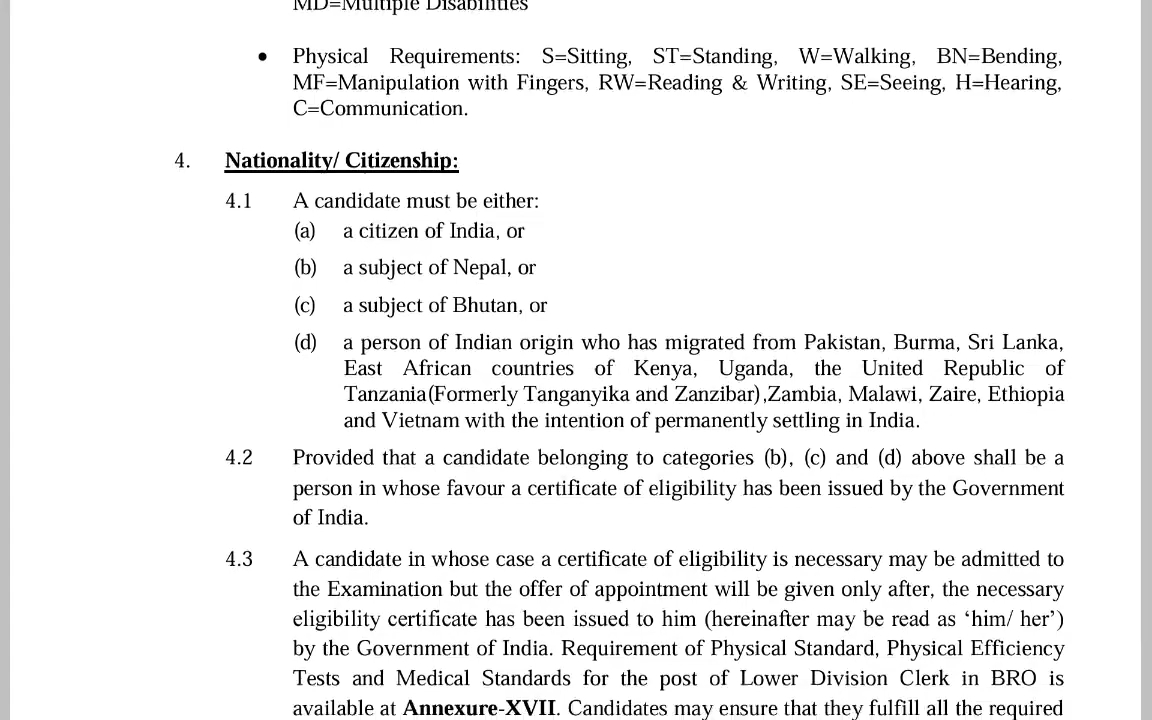 MD=Multiple Disabilities
• Physical Requirements: S=Sitting, ST=Standing, W=Walking, BN=Bending,
MF=Manipulation with Fingers, RW=Reading & Writing, SE=Seeing, H=Hearing,
C=Communication.
4. Nationality/ Citizenship:
4.1 A candidate must be either:
(a) a citizen of India, or
(b) a subject of Nepal, or
(c) a subject of Bhutan, or
(d) a person of Indian origin who has migrated from Pakistan, Burma, Sri Lanka,
East African countries of Kenya, Uganda, the United Republic of
Tanzania(Formerly Tanganyika and Zanzibar),Zambia, Malawi, Zaire, Ethiopia
and Vietnam with the intention of permanently settling in India.
4.2 Provided that a candidate belonging to categories (b), (c) and (d) above shall be a
person in whose favour a certificate of eligibility has been issued by the Government
of India.
4.3 A candidate in whose case a certificate of eligibility is necessary may be admitted to
the Examination but the offer of appointment will be given only after, the necessary
eligibility certificate has been issued to him (hereinafter may be read as ‘him/ her’)
by the Government of India. Requirement of Physical Standard, Physical Efficiency
Tests and Medical Standards for the post of Lower Division Clerk in BRO is
available at Annexure-XVII. Candidates may ensure that they fulfill all the required